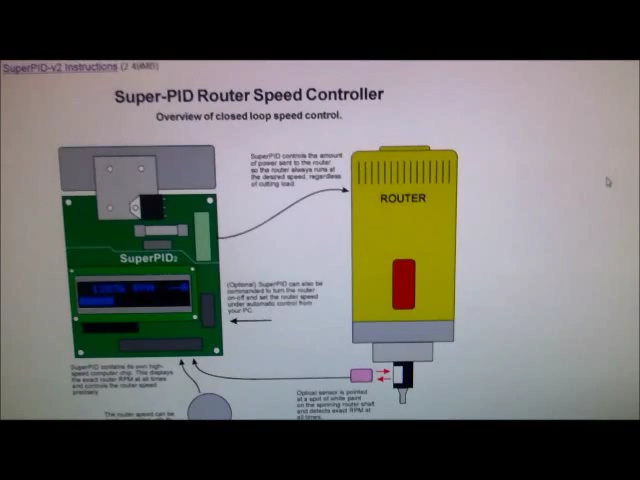 SuperPID-v2 Instructions (2.49MB)
Super-PID Router Speed Controller
Overview of closed loop speed control.
SuperPID controls the amount
of power sent to the router
so the router always runs at
the desired speed, regardless
of cutting load.
ROUTER
SuperPID2
RPM
(Optional) SuperPID can also be
commanded to turn the router
on-off and set the router speed
under automatic control from
your PC.
SuperPID contains its own high-
speed computer chip. This displays
the exact router RPM at all times
and controls the router speed
precisely
Optical sensor is pointed
at a spot of white paint
on the spinning router shaft
and detects exact RPM at
all times.
The router speed can be